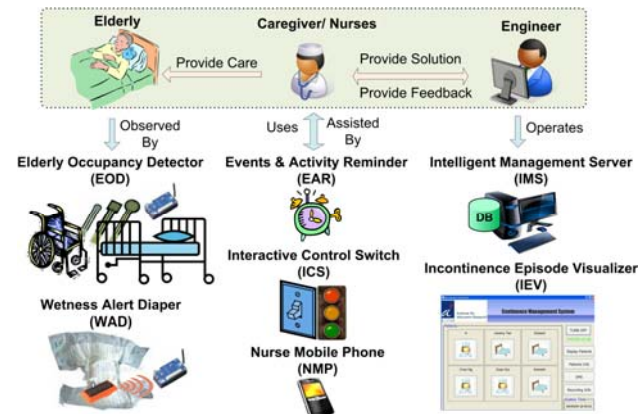 Elderly
Caregiver/ Nurses
Engineer
Provide Care
Provide Solution
Provide Feedback
Observed
By
Uses
Assisted
By
Operates
Elderly Occupancy Detector
(EOD)
Events & Activity Reminder
(EAR)
Intelligent Management Server
(IMS)
DB
Interactive Control Switch
(ICS)
Incontinence Episode Visualizer
(IEV)
Wetness Alert Diaper
(WAD)
Continence Management System
Nurse Mobile Phone
(NMP)